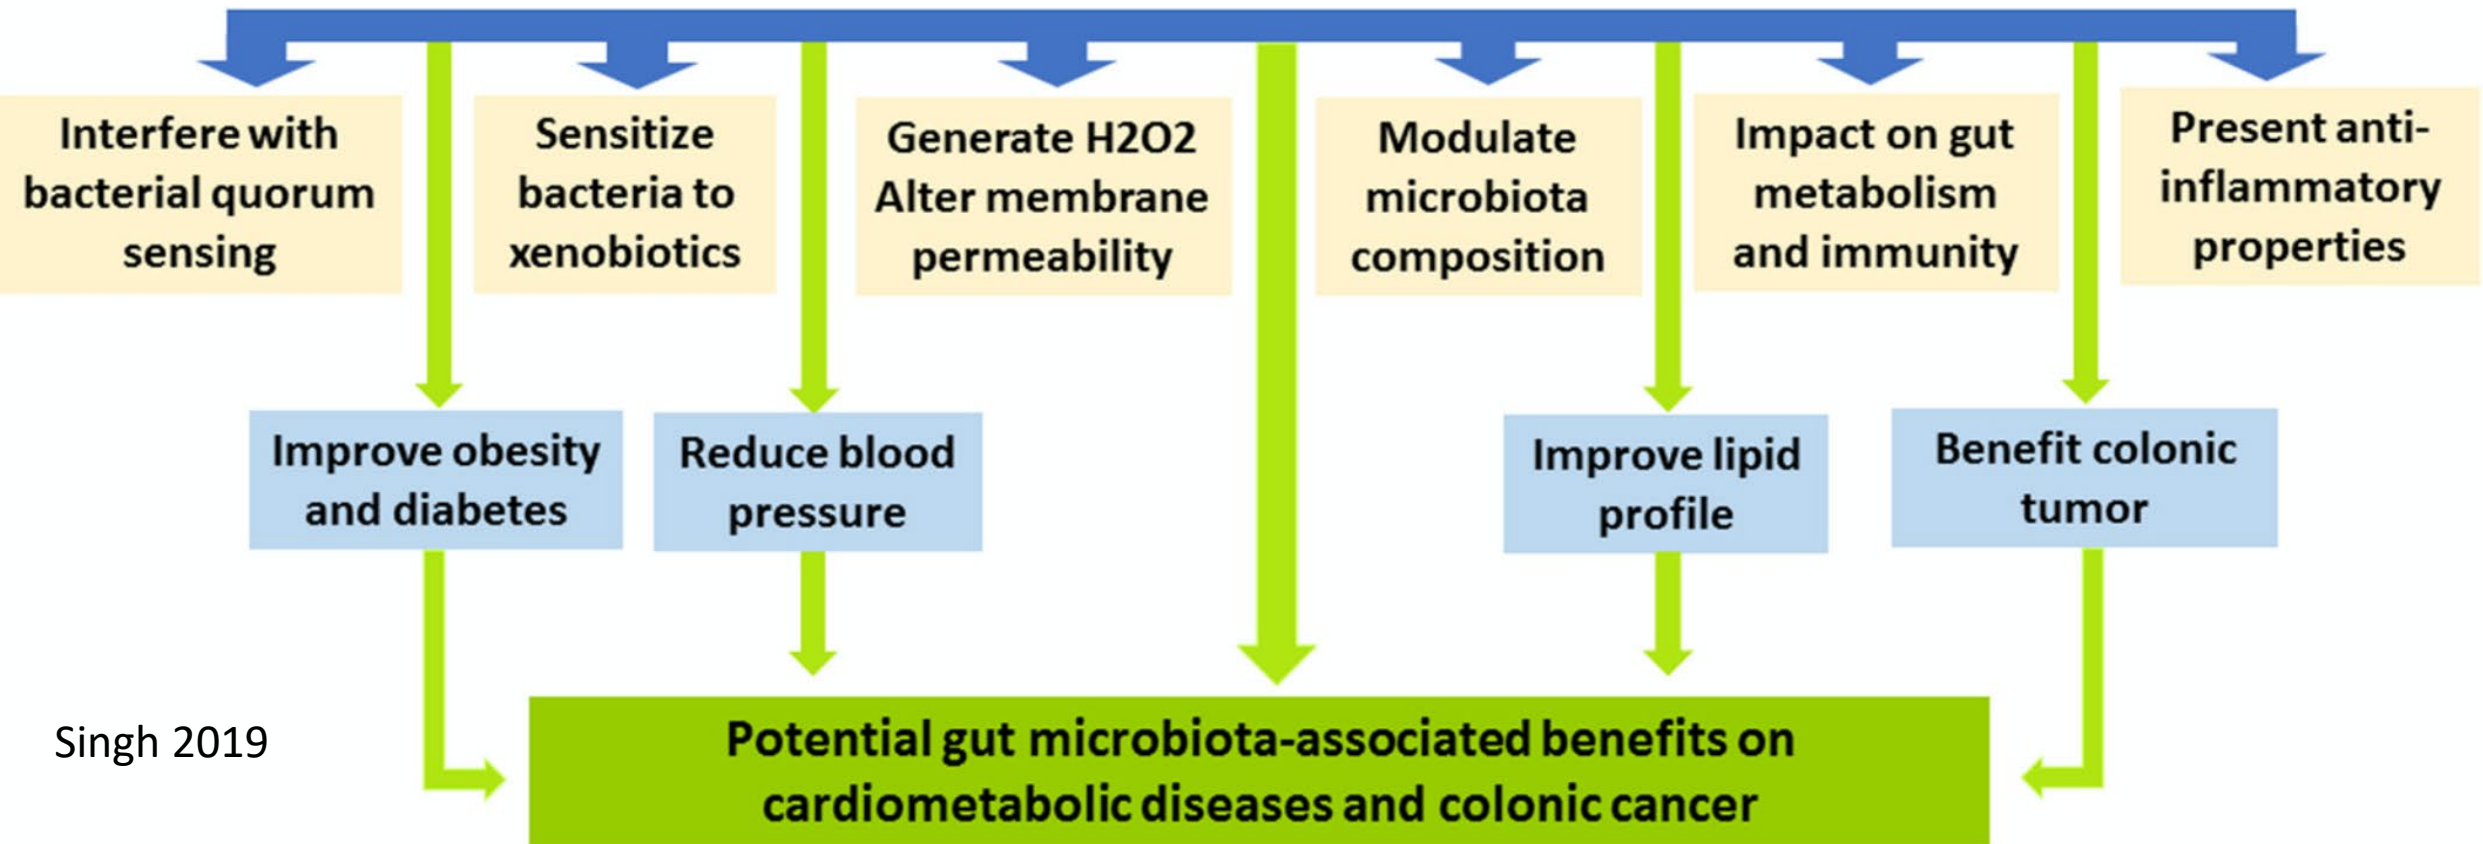 Interfere with
bacterial quorum
sensing
Sensitize
bacteria to
xenobiotics
Generate H2O2
Alter membrane
permeability
Modulate
microbiota
composition
Impact on gut
metabolism
and immunity
Present anti-
inflammatory
properties
Improve obesity
and diabetes
Reduce blood
pressure
Improve lipid
profile
Benefit colonic
tumor
Singh 2019
Potential gut microbiota-associated benefits on
cardiometabolic diseases and colonic cancer